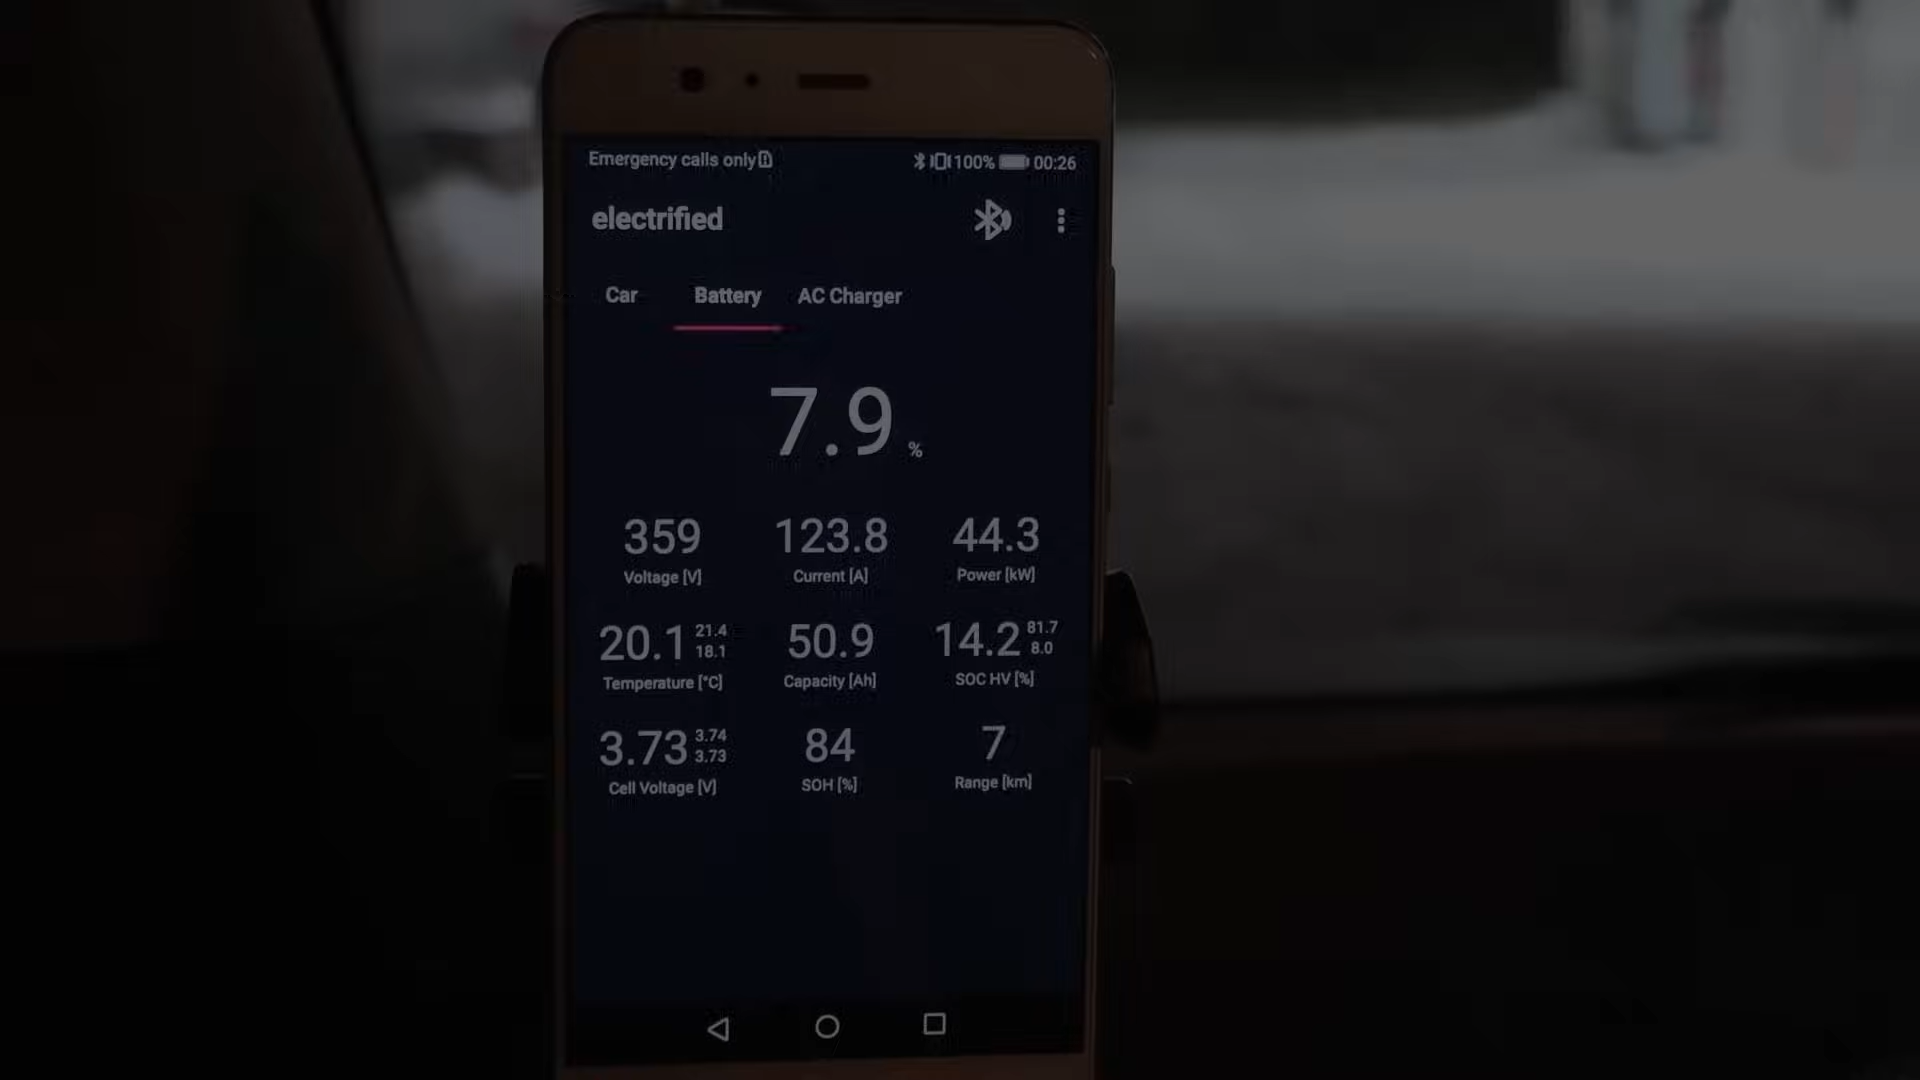 Emergency calls only 100% 00:26
electrified
Car Battery AC Charger
7.9 %
359 123.8 44.3
Voltage [V] Current [A] Power [kW]
20.1 21.4 18.1 50.9 14.2 81.7 8.0
Temperature [°C] Capacity [Ah] SOC HV [%]
3.73 3.74 3.73 84 7
Cell Voltage [V] SOH [%] Range [km]